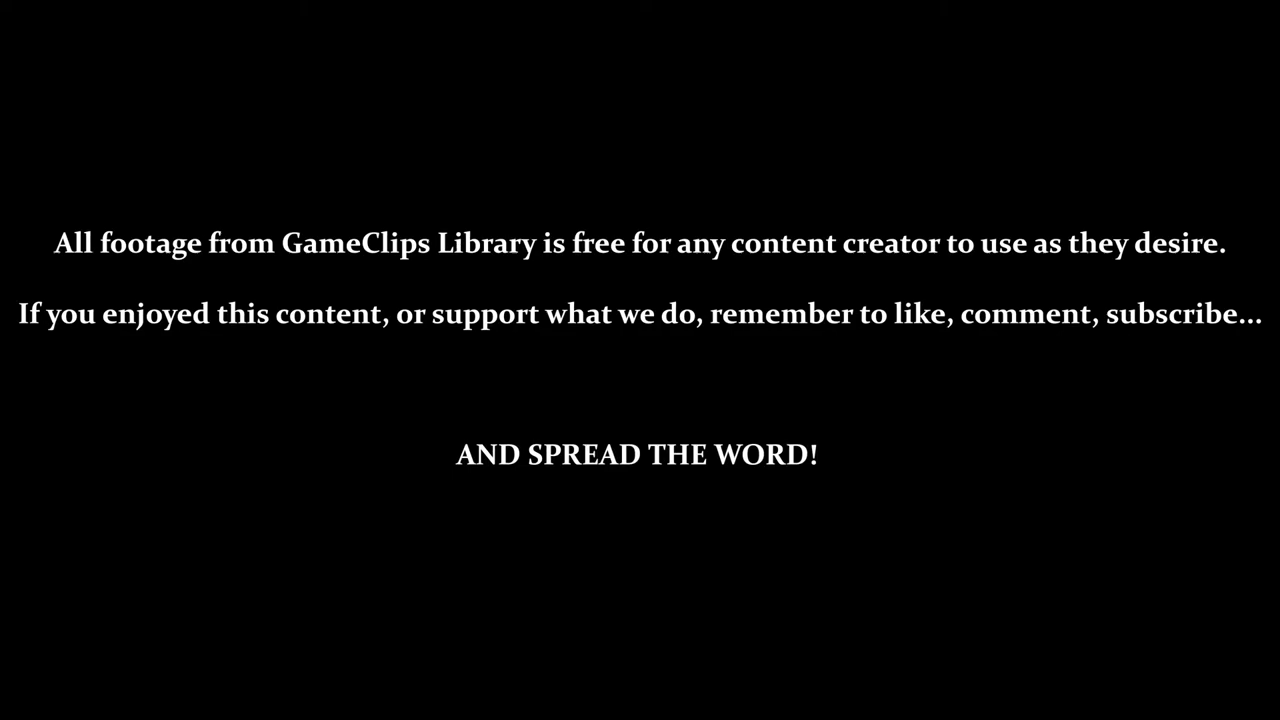 All footage from GameClips Library is free for any content creator to use as they desire.
If you enjoyed this content, or support what we do, remember to like, comment, subscribe...
AND SPREAD THE WORD!